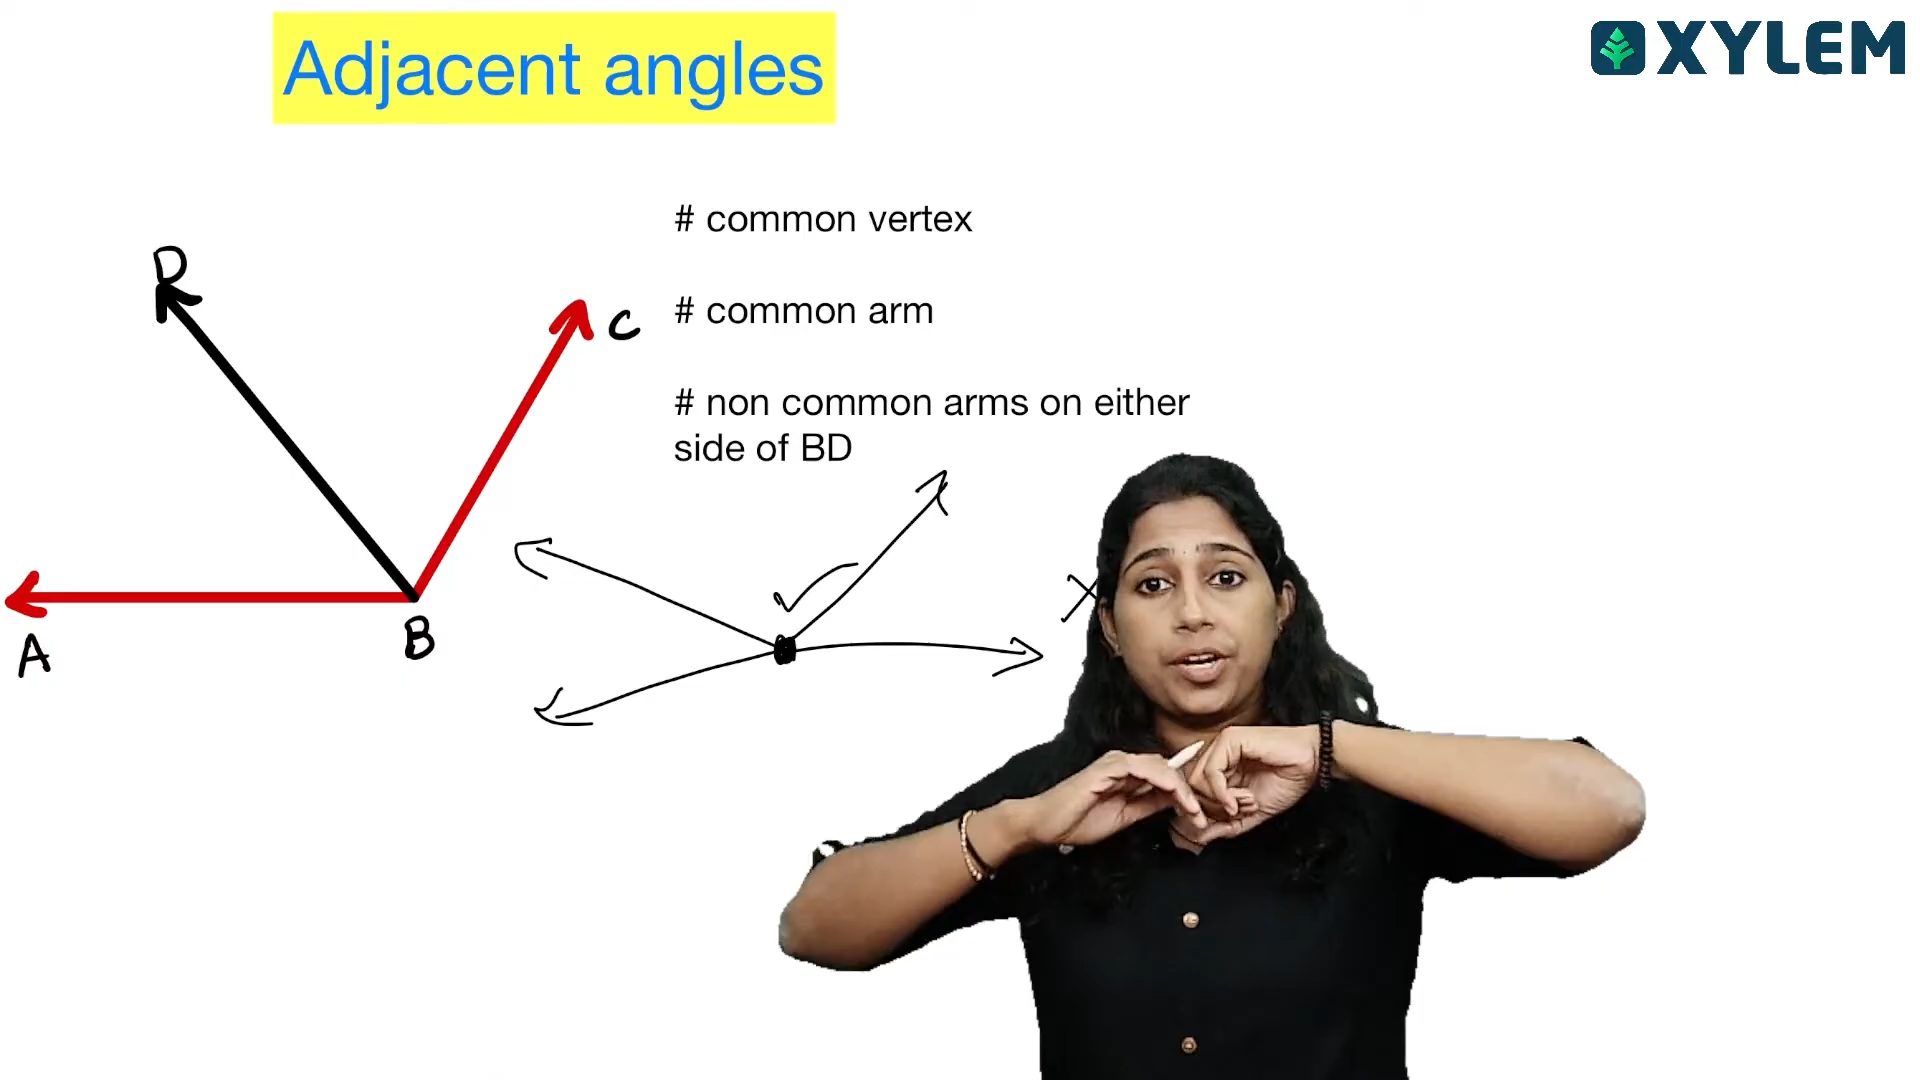 Adjacent angles
XYLEM
# common vertex
# common arm
# non common arms on either
side of BD
D
C
A
B